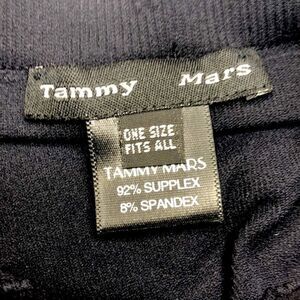 Tammy Mars
ONE SIZE
FITS ALL
TAMMY MARS
92% SUPPLEX
8% SPANDEX